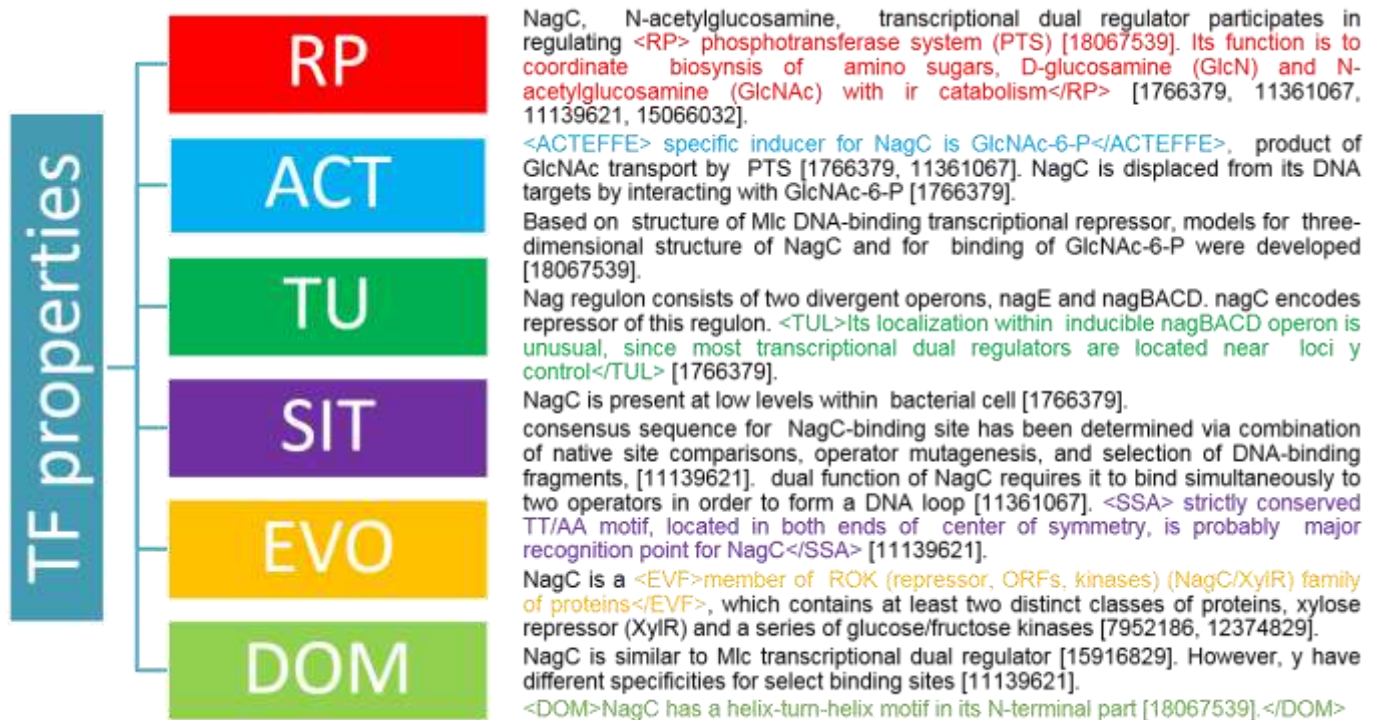 TF properties
RP
ACT
TU
SIT
EVO
DOM
NagC, N-acetylglucosamine, transcriptional dual regulator participates in
regulating <RP> phosphotransferase system (PTS) [18067539]. Its function is to
coordinate biosynsis of amino sugars, D-glucosamine (GlcN) and N-
acetylglucosamine (GlcNAc) with ir catabolism</RP> [1766379, 11361067,
11139621, 15066032].
<ACTEFFE> specific inducer for NagC is GlcNAc-6-P</ACTEFFE>, product of
GlcNAc transport by PTS [1766379, 11361067]. NagC is displaced from its DNA
targets by interacting with GlcNAc-6-P [1766379].
Based on structure of Mlc DNA-binding transcriptional repressor, models for three-
dimensional structure of NagC and for binding of GlcNAc-6-P were developed
[18067539].
Nag regulon consists of two divergent operons, nagE and nagBACD. nagC encodes
repressor of this regulon. <TUL>Its localization within inducible nagBACD operon is
unusual, since most transcriptional dual regulators are located near loci y
control</TUL> [1766379].
NagC is present at low levels within bacterial cell [1766379].
consensus sequence for NagC-binding site has been determined via combination
of native site comparisons, operator mutagenesis, and selection of DNA-binding
fragments, [11139621]. dual function of NagC requires it to bind simultaneously to
two operators in order to form a DNA loop [11361067]. <SSA> strictly conserved
TT/AA motif, located in both ends of center of symmetry, is probably major
recognition point for NagC</SSA> [11139621].
NagC is a <EVF>member of ROK (repressor, ORFs, kinases) (NagC/XylR) family
of proteins</EVF>, which contains at least two distinct classes of proteins, xylose
repressor (XylR) and a series of glucose/fructose kinases [7952186, 12374829].
NagC is similar to Mlc transcriptional dual regulator [15916829]. However, y have
different specificities for select binding sites [11139621].
<DOM>NagC has a helix-turn-helix motif in its N-terminal part [18067539].</DOM>